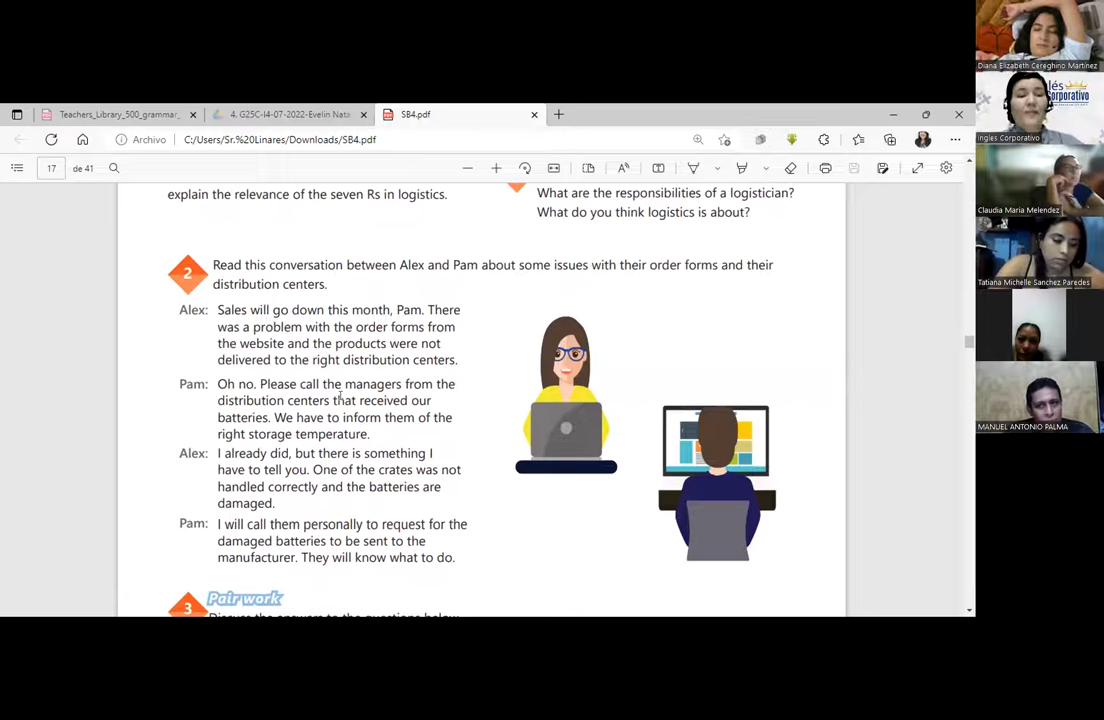 Teachers_Library_500_grammar_
4. G25C-I4-07-2022-Evelin Nata
SB4.pdf
Archivo
C:/Users/Sr.%20Linares/Downloads/SB4.pdf
17
de 41
explain the relevance of the seven Rs in logistics.
What are the responsibilities of a logistician?
What do you think logistics is about?
2
Read this conversation between Alex and Pam about some issues with their order forms and their
distribution centers.
Alex: Sales will go down this month, Pam. There
was a problem with the order forms from
the website and the products were not
delivered to the right distribution centers.
Pam: Oh no. Please call the managers from the
distribution centers that received our
batteries. We have to inform them of the
right storage temperature.
Alex: I already did, but there is something I
have to tell you. One of the crates was not
handled correctly and the batteries are
damaged.
Pam: I will call them personally to request for the
damaged batteries to be sent to the
manufacturer. They will know what to do.
3
Pair work
Discuss the answers to the questions below
Diana Elizabeth Cereghino Martinez
Ingles Corporativo
Claudia Maria Melendez
Tatiana Michelle Sanchez Paredes
MANUEL ANTONIO PALMA